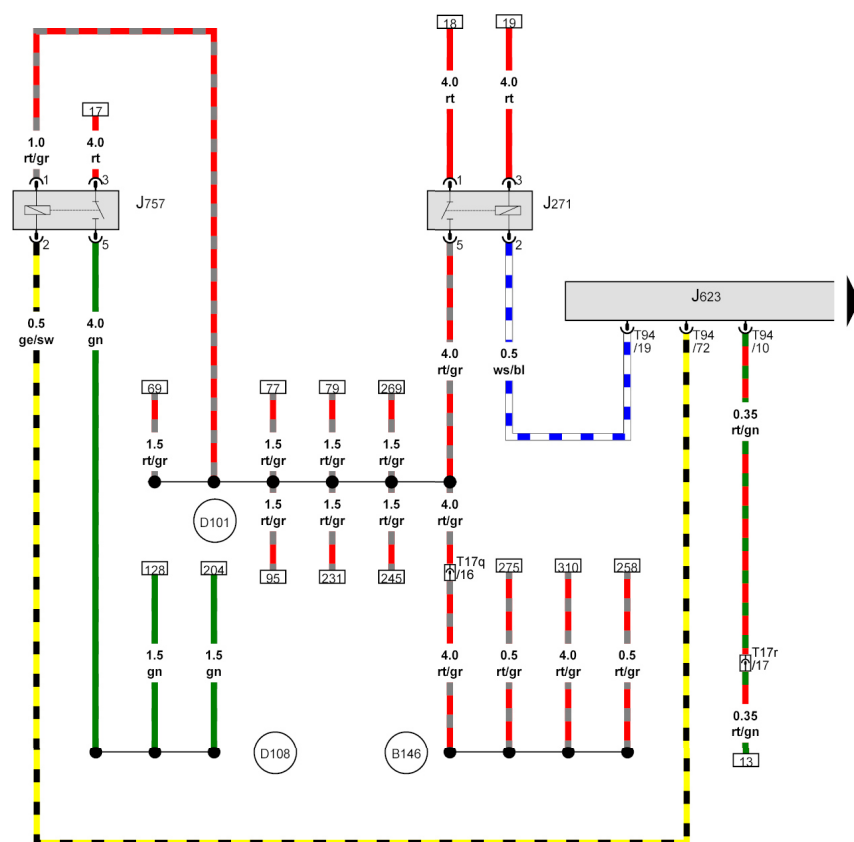 18
19
4.0
rt
4.0
rt
17
1.0
rt/gr
4.0
rt
1
3
J757
2
5
1
3
J271
5
2
J623
T94
/19
T94
/72
T94
/10
0.5
ge/sw
4.0
gn
4.0
rt/gr
0.5
ws/bl
69
77
79
269
0.35
rt/gn
1.5
rt/gr
1.5
rt/gr
1.5
rt/gr
1.5
rt/gr
D101
1.5
rt/gr
1.5
rt/gr
1.5
rt/gr
4.0
rt/gr
95
231
245
T17q
/16
128
204
275
310
258
1.5
gn
1.5
gn
4.0
rt/gr
0.5
rt/gr
4.0
rt/gr
0.5
rt/gr
T17r
/17
0.35
rt/gn
D108
B146
13